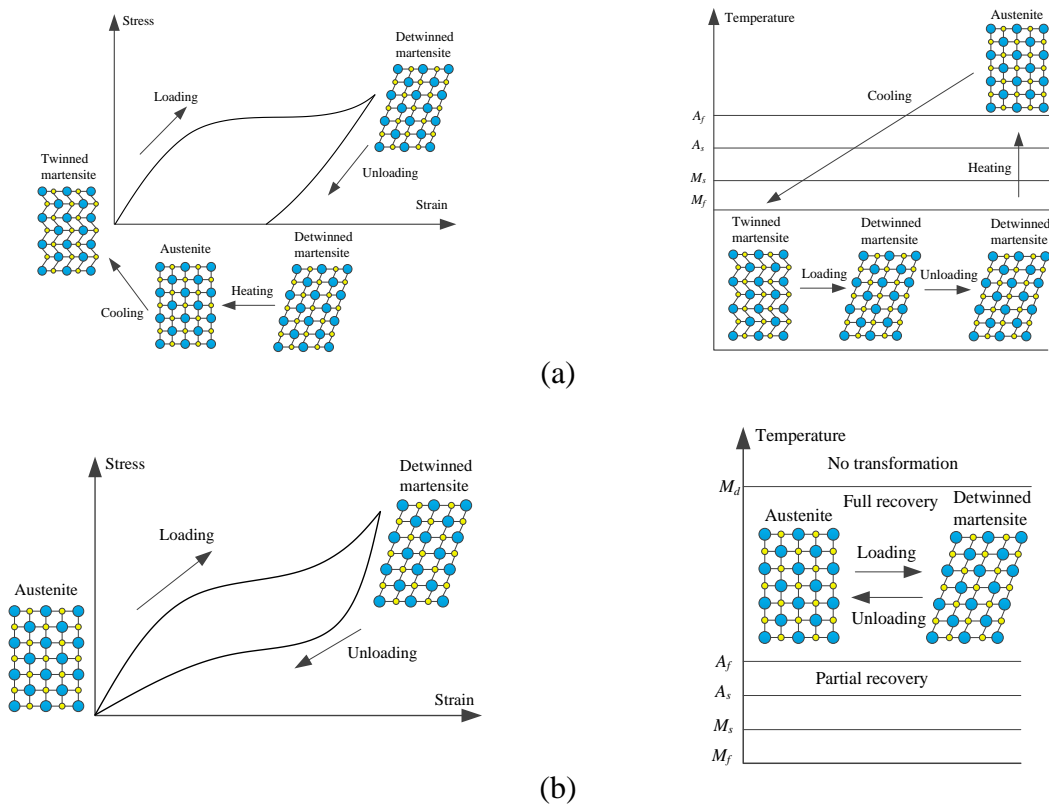 Stress
Detwinned
martensite
Loading
Unloading
Twinned
martensite
Strain
Austenite
Detwinned
martensite
Heating
Cooling
Temperature
Austenite
Cooling
A_f
A_s
Heating
M_s
M_f
Twinned
martensite
Detwinned
martensite
Detwinned
martensite
Loading
Unloading
(a)
Stress
Detwinned
martensite
Loading
Austenite
Unloading
Strain
Temperature
No transformation
M_d
Full recovery
Austenite
Detwinned
martensite
Loading
Unloading
A_f
Partial recovery
A_s
M_s
M_f
(b)